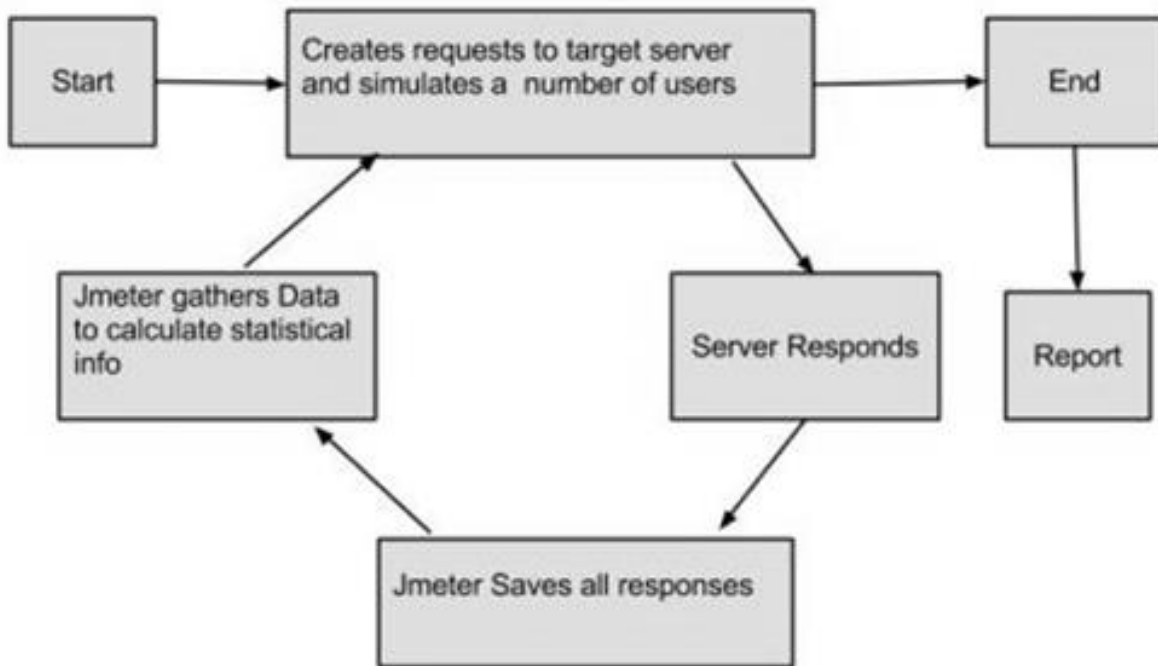 Start
Creates requests to target server
and simulates a number of users
End
Jmeter gathers Data
to calculate statistical
info
Server Responds
Report
Jmeter Saves all responses